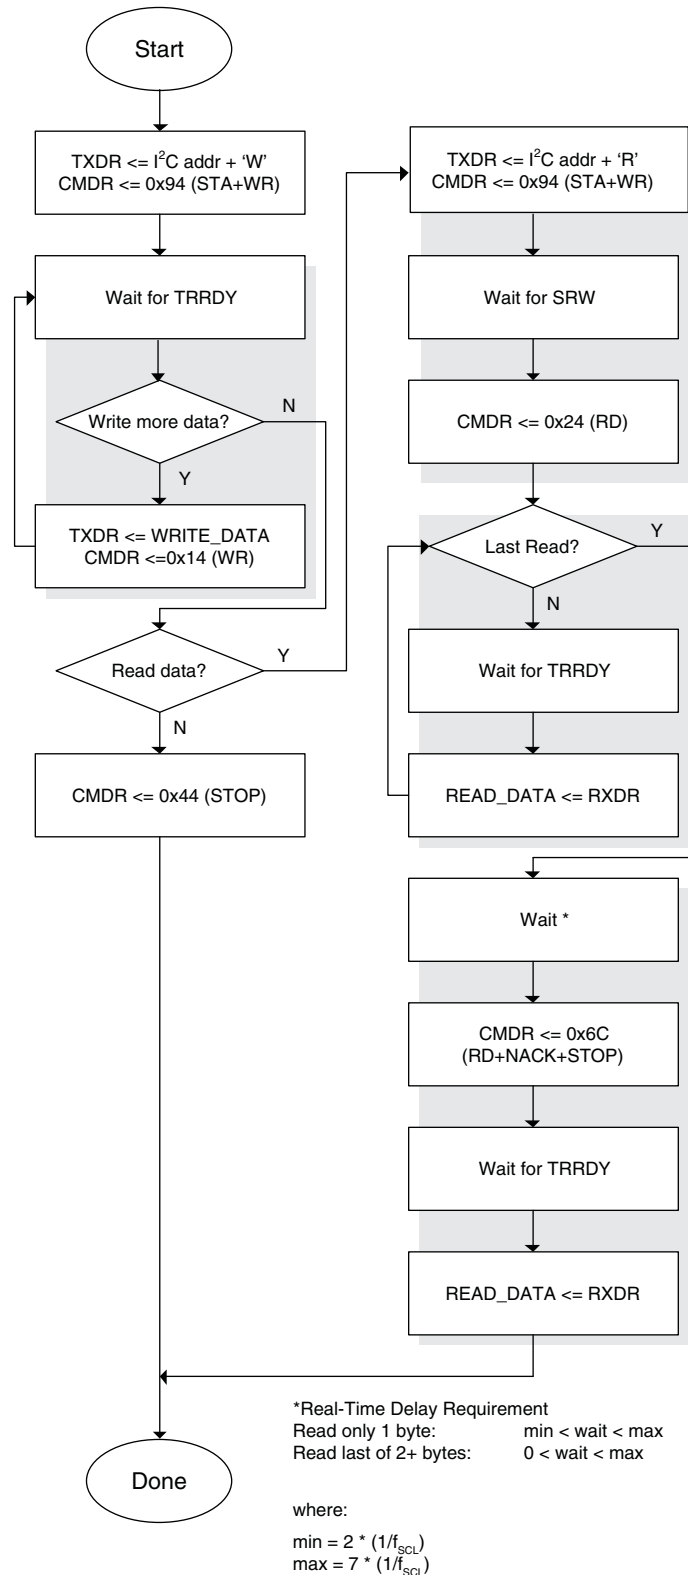 Start
TXDR <= I²C addr + ‘W’
CMDR <= 0x94 (STA+WR)
Wait for TRRDY
Write more data?
N
Y
TXDR <= WRITE_DATA
CMDR <=0x14 (WR)
Read data?
Y
N
CMDR <= 0x44 (STOP)
TXDR <= I²C addr + ‘R’
CMDR <= 0x94 (STA+WR)
Wait for SRW
CMDR <= 0x24 (RD)
Last Read?
Y
N
Wait for TRRDY
READ_DATA <= RXDR
Wait *
CMDR <= 0x6C
(RD+NACK+STOP)
Wait for TRRDY
READ_DATA <= RXDR
Done
*Real-Time Delay Requirement
Read only 1 byte: min < wait < max
Read last of 2+ bytes: 0 < wait < max
where:
min = 2 * (1/fSCL)
max = 7 * (1/fSCL)